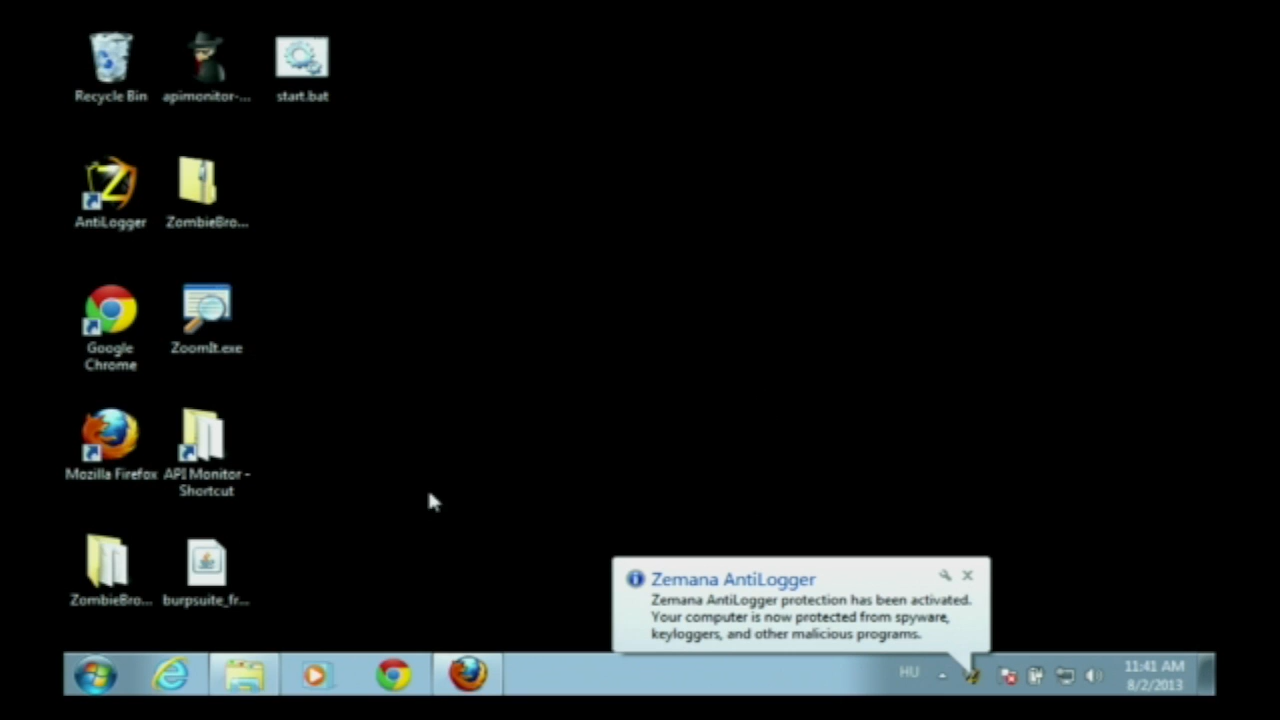 Recycle Bin
apimonitor-...
start.bat
AntiLogger
ZombieBro...
Google
Chrome
ZoomIt.exe
Mozilla Firefox
API Monitor -
Shortcut
ZombieBro...
burpsuite_fr...
Zemana AntiLogger
Zemana AntiLogger protection has been activated.
Your computer is now protected from spyware,
keyloggers, and other malicious programs.
HU
11:41 AM
8/2/2013